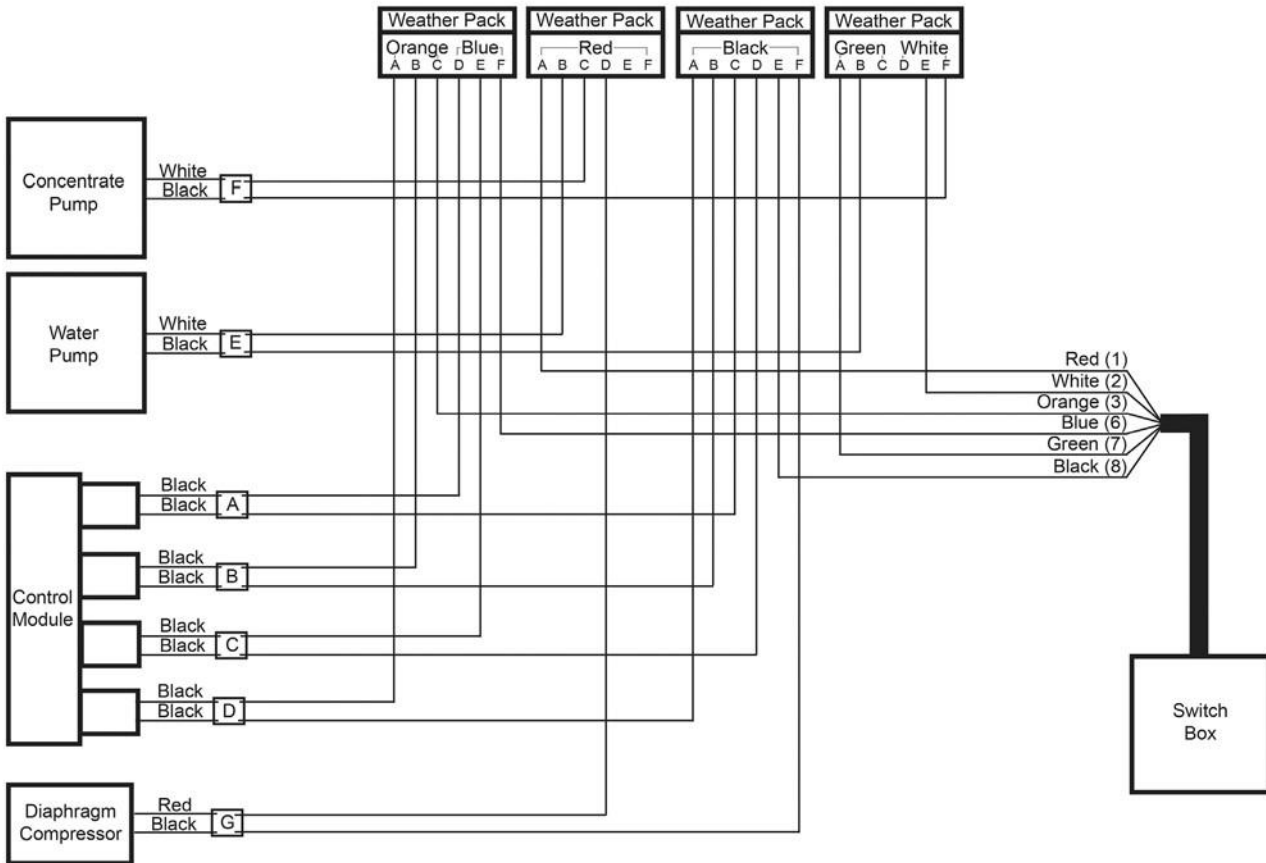 Weather Pack
Orange Blue
A B C D E F
Weather Pack
Red
A B C D E F
Weather Pack
Black
A B C D E F
Weather Pack
Green White
A B C D E F
Concentrate
Pump
White
Black
F
Water
Pump
White
Black
E
Red (1)
White (2)
Orange (3)
Blue (6)
Green (7)
Black (8)
Control
Module
Black
Black
A
Black
Black
B
Black
Black
C
Black
Black
D
Switch
Box
Diaphragm
Compressor
Red
Black
G